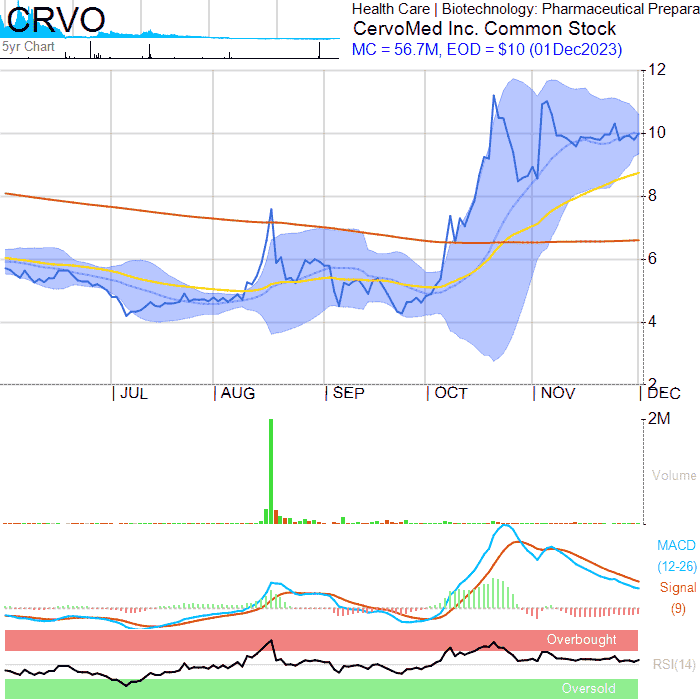 CRVO
5yr Chart
Health Care | Biotechnology: Pharmaceutical Prepara
CervoMed Inc. Common Stock
MC = 56.7M, EOD = $10 (01Dec2023)
12
10
8
6
4
2
JUL AUG SEP OCT NOV DEC
2M
Volume
MACD
(12-26)
Signal
(9)
Overbought
RSI(14)
Oversold